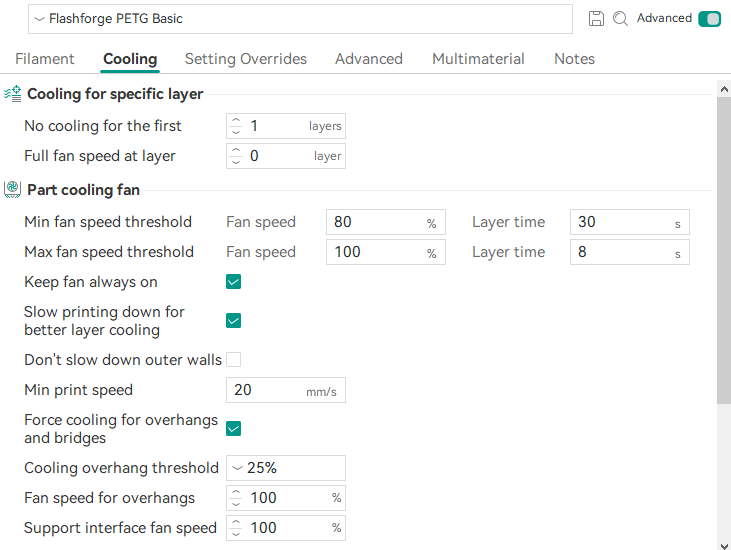 Flashforge PETG Basic
Advanced
Filament Cooling Setting Overrides Advanced Multimaterial Notes
Cooling for specific layer
No cooling for the first 1 layers
Full fan speed at layer 0 layer
Part cooling fan
Min fan speed threshold Fan speed 80 % Layer time 30 s
Max fan speed threshold Fan speed 100 % Layer time 8 s
Keep fan always on
Slow printing down for
better layer cooling
Don't slow down outer walls
Min print speed 20 mm/s
Force cooling for overhangs
and bridges
Cooling overhang threshold 25%
Fan speed for overhangs 100 %
Support interface fan speed 100 %